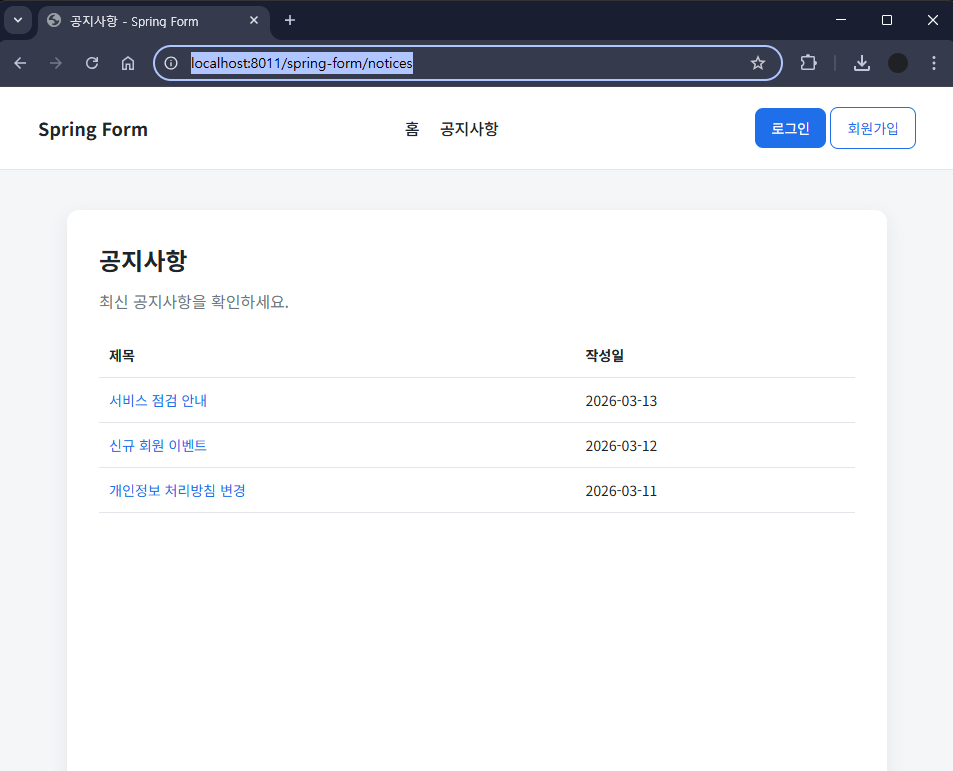 공지사항 - Spring Form
localhost:8011/spring-form/notices
Spring Form 홈 공지사항 로그인 회원가입
공지사항
최신 공지사항을 확인하세요.
제목 작성일
서비스 점검 안내 2026-03-13
신규 회원 이벤트 2026-03-12
개인정보 처리방침 변경 2026-03-11